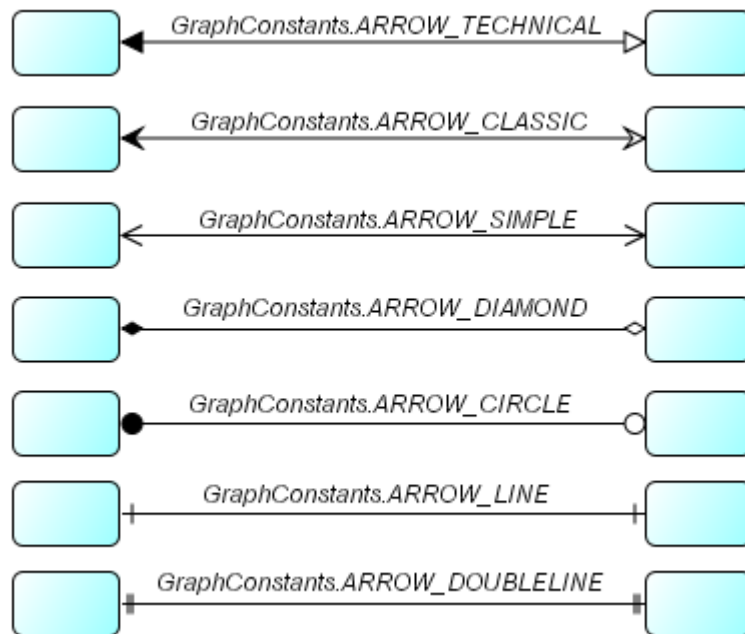 GraphConstants.ARROW_TECHNICAL
GraphConstants.ARROW_CLASSIC
GraphConstants.ARROW_SIMPLE
GraphConstants.ARROW_DIAMOND
GraphConstants.ARROW_CIRCLE
GraphConstants.ARROW_LINE
GraphConstants.ARROW_DOUBLELINE